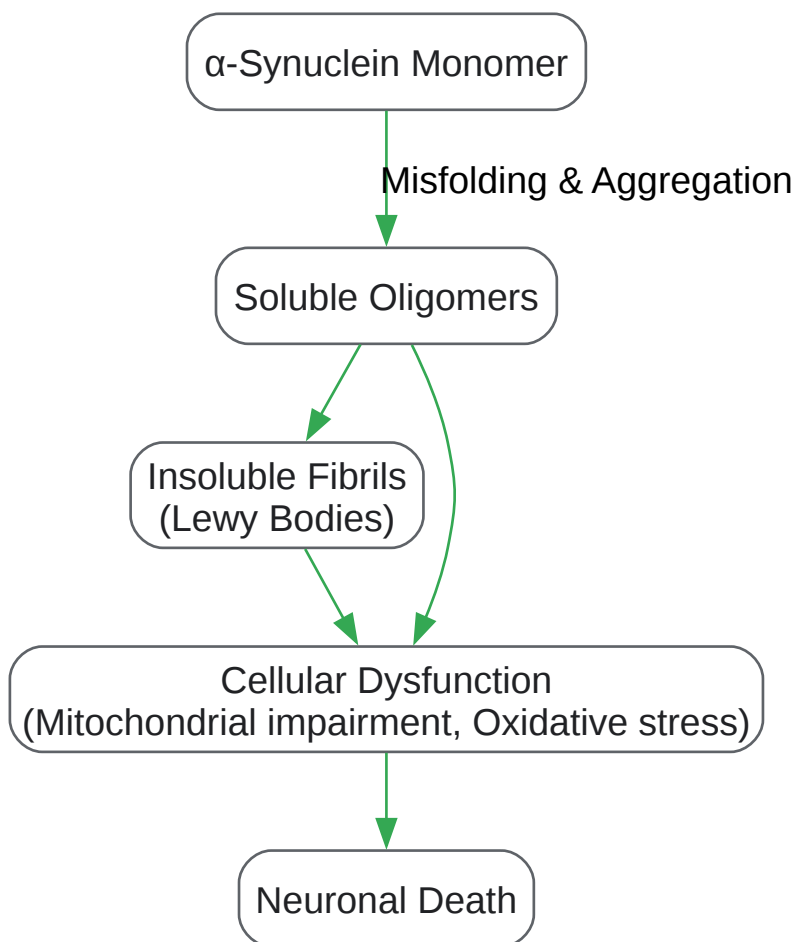 α-Synuclein Monomer
Misfolding & Aggregation
Soluble Oligomers
Insoluble Fibrils
(Lewy Bodies)
Cellular Dysfunction
(Mitochondrial impairment, Oxidative stress)
Neuronal Death